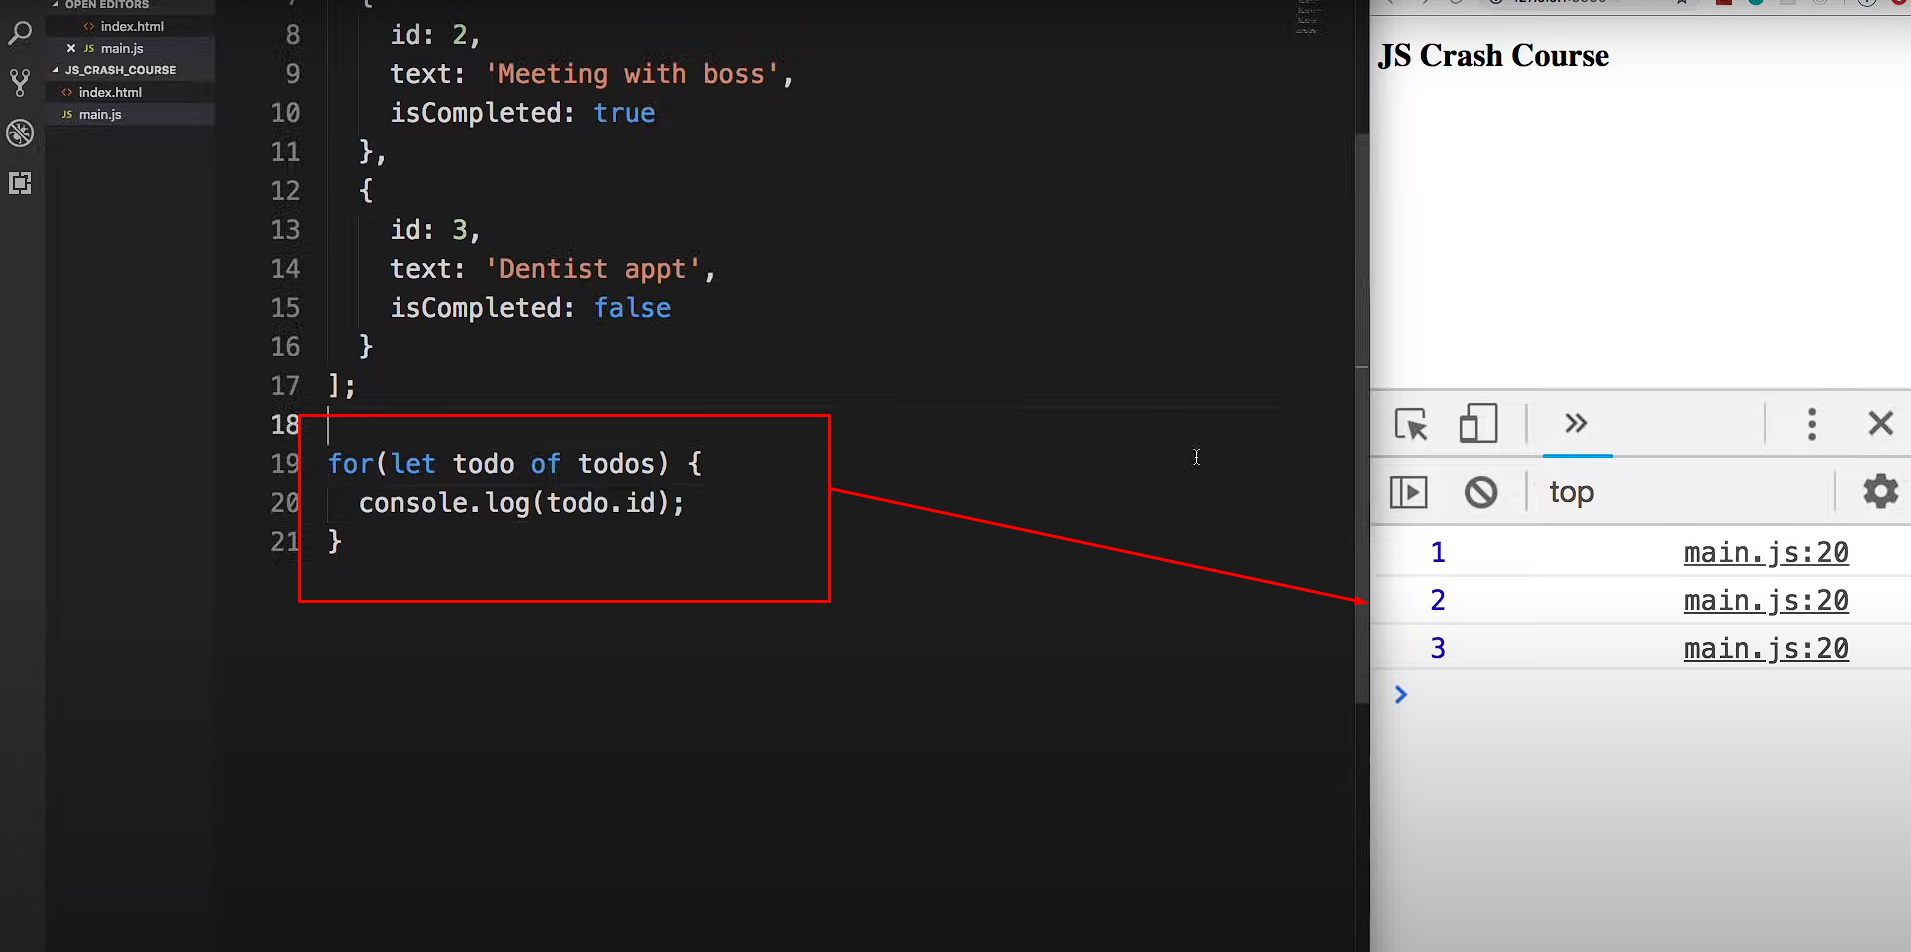 OPEN EDITORS
index.html
JS main.js
JS_CRASH_COURSE
index.html
JS main.js
7 {
8 id: 2,
9 text: 'Meeting with boss',
10 isCompleted: true
11 },
12 {
13 id: 3,
14 text: 'Dentist appt',
15 isCompleted: false
16 }
17 ];
18
19 for(let todo of todos) {
20 console.log(todo.id);
21 }
JS Crash Course
top
1 main.js:20
2 main.js:20
3 main.js:20